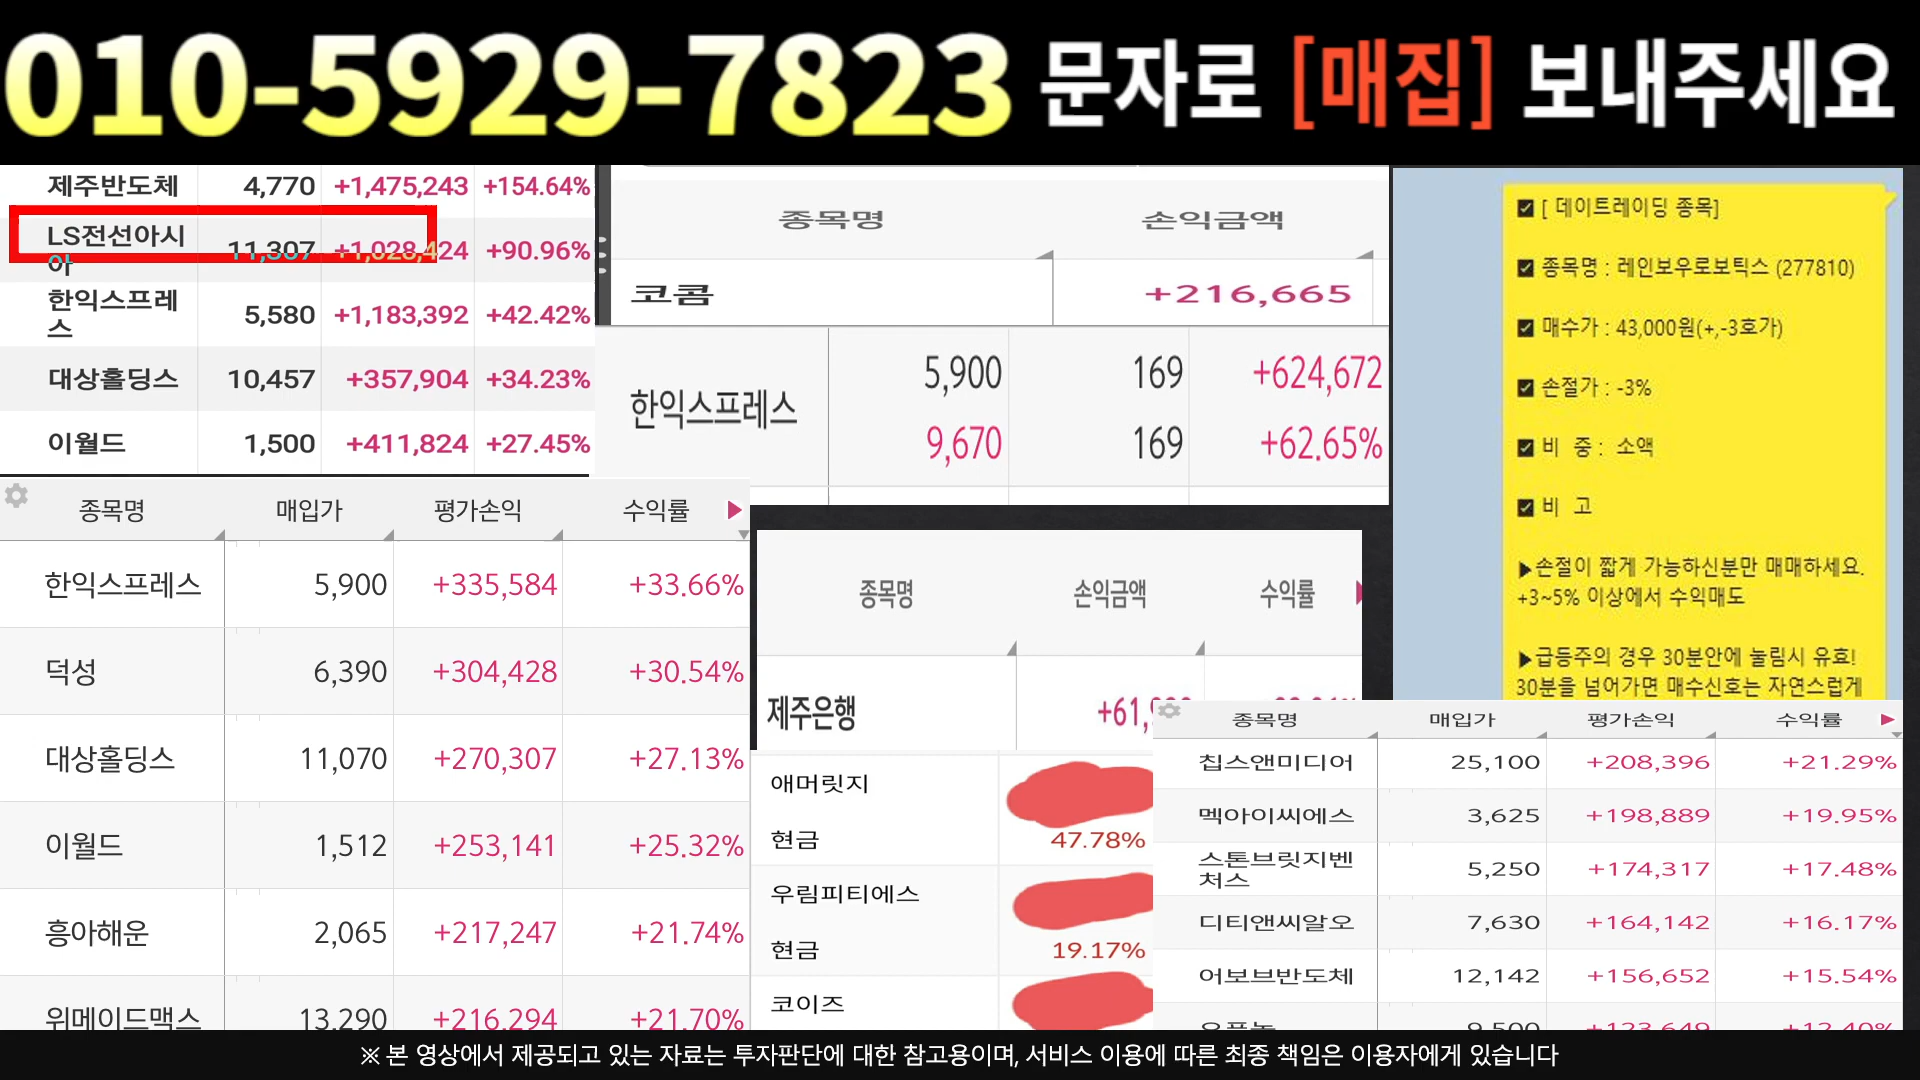 010-5929-7823 문자로 [매집] 보내주세요
제주반도체 4,770 +1,475,243 +154.64%
LS전선아시아 11,307 +1,028,424 +90.96%
한익스프레스 5,580 +1,183,392 +42.42%
대상홀딩스 10,457 +357,904 +34.23%
이월드 1,500 +411,824 +27.45%
종목명 손익금액
코콤 +216,665
한익스프레스 5,900 169 +624,672
9,670 169 +62.65%
[ 데이트레이딩 종목]
종목명 : 레인보우로보틱스 (277810)
매수가 : 43,000원(+,-3호가)
손절가 : -3%
비 중 : 소액
비 고
▶손절이 짧게 가능하신분만 매매하세요.
+3~5% 이상에서 수익매도
▶급등주의 경우 30분안에 눌림시 유효!
30분을 넘어가면 매수신호는 자연스럽게
종목명 매입가 평가손익 수익률
한익스프레스 5,900 +335,584 +33.66%
덕성 6,390 +304,428 +30.54%
대상홀딩스 11,070 +270,307 +27.13%
이월드 1,512 +253,141 +25.32%
흥아해운 2,065 +217,247 +21.74%
위메이드맥스 13,290 +216,294 +21.70%
종목명 손익금액 수익률
제주은행 +61,
애머릿지
현금 47.78%
우림피티에스
현금 19.17%
코이즈
종목명 매입가 평가손익 수익률
칩스앤미디어 25,100 +208,396 +21.29%
멕아이씨에스 3,625 +198,889 +19.95%
스톤브릿지벤처스 5,250 +174,317 +17.48%
디티앤씨알오 7,630 +164,142 +16.17%
어보브반도체 12,142 +156,652 +15.54%
※ 본 영상에서 제공되고 있는 자료는 투자판단에 대한 참고용이며, 서비스 이용에 따른 최종 책임은 이용자에게 있습니다